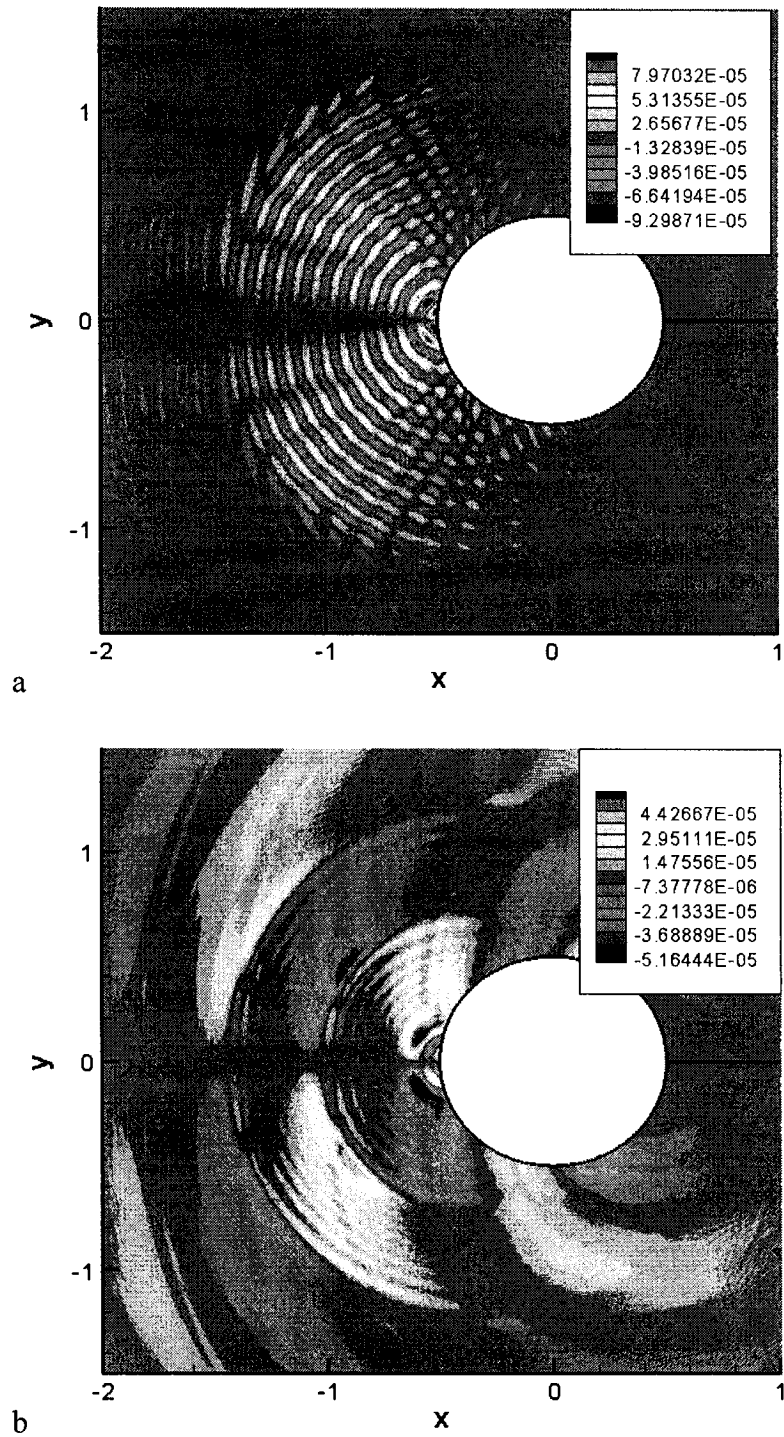 7.97032E-05
5.31355E-05
2.65677E-05
-1.32839E-05
-3.98516E-05
-6.64194E-05
-9.29871E-05
1
0
-1
y
-2
-1
0
1
x
a
4.42667E-05
2.95111E-05
1.47556E-05
-7.37778E-06
-2.21333E-05
-3.68889E-05
-5.16444E-05
1
0
-1
y
-2
-1
0
1
x
b